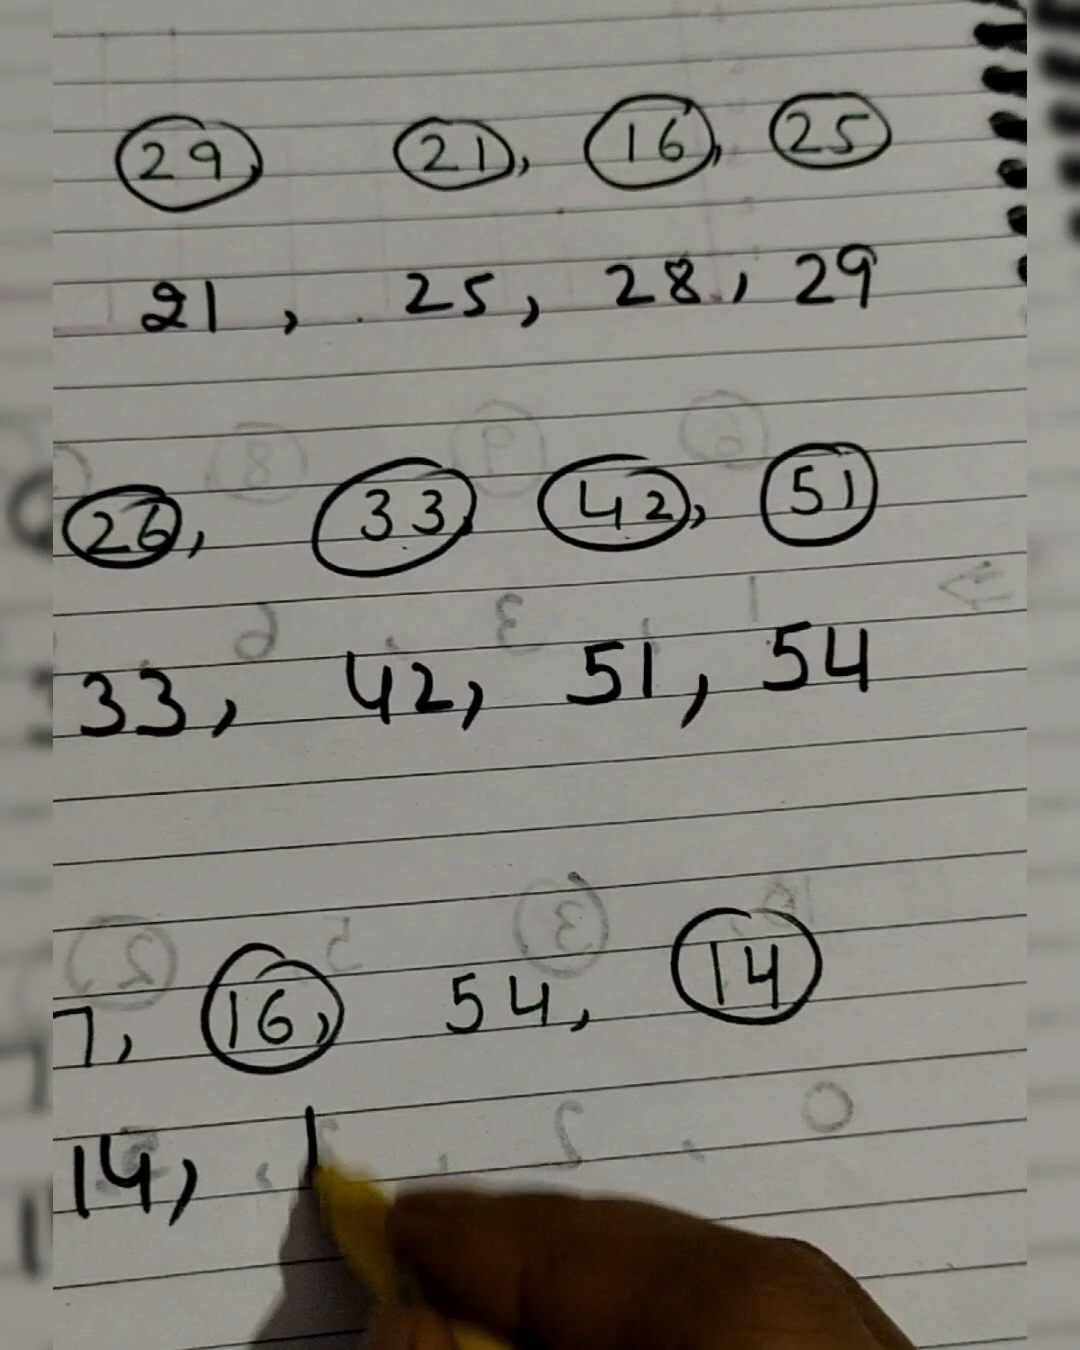 29, 21, 16, 25
21, 25, 28, 29
26, 33, 42, 51
33, 42, 51, 54
7, 16, 54, 14
14, 1